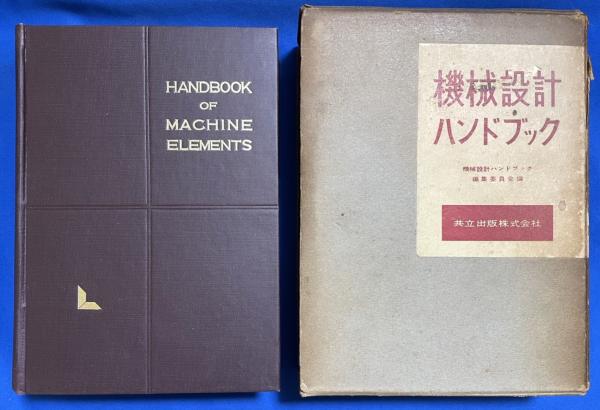 HANDBOOK
OF
MACHINE
ELEMENTS
機械設計
ハンドブック
機械設計ハンドブック
編集委員会編
共立出版株式会社